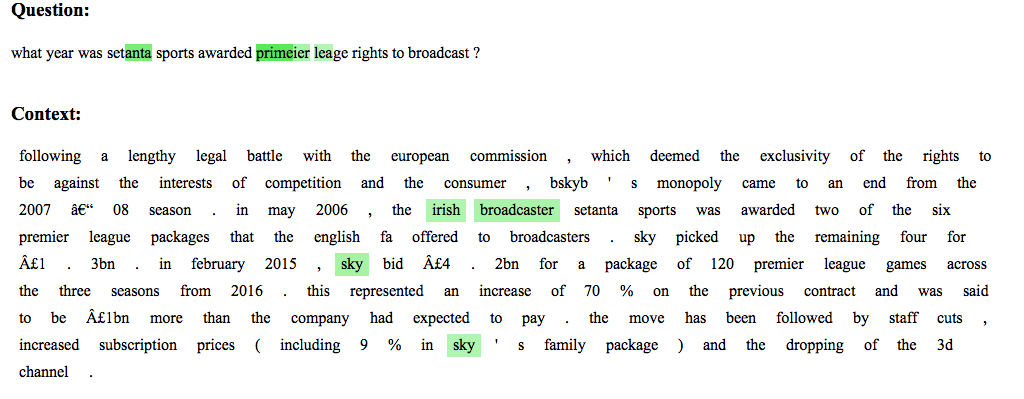 Question:
what year was setanta sports awarded primeier leage rights to broadcast ?
Context:
following a lengthy legal battle with the european commission , which deemed the exclusivity of the rights to
be against the interests of competition and the consumer , bskyb ' s monopoly came to an end from the
2007 â€“ 08 season . in may 2006 , the irish broadcaster setanta sports was awarded two of the six
premier league packages that the english fa offered to broadcasters . sky picked up the remaining four for
Â£1 . 3bn . in february 2015 , sky bid Â£4 . 2bn for a package of 120 premier league games across
the three seasons from 2016 . this represented an increase of 70 % on the previous contract and was said
to be Â£1bn more than the company had expected to pay . the move has been followed by staff cuts ,
increased subscription prices ( including 9 % in sky ' s family package ) and the dropping of the 3d
channel .